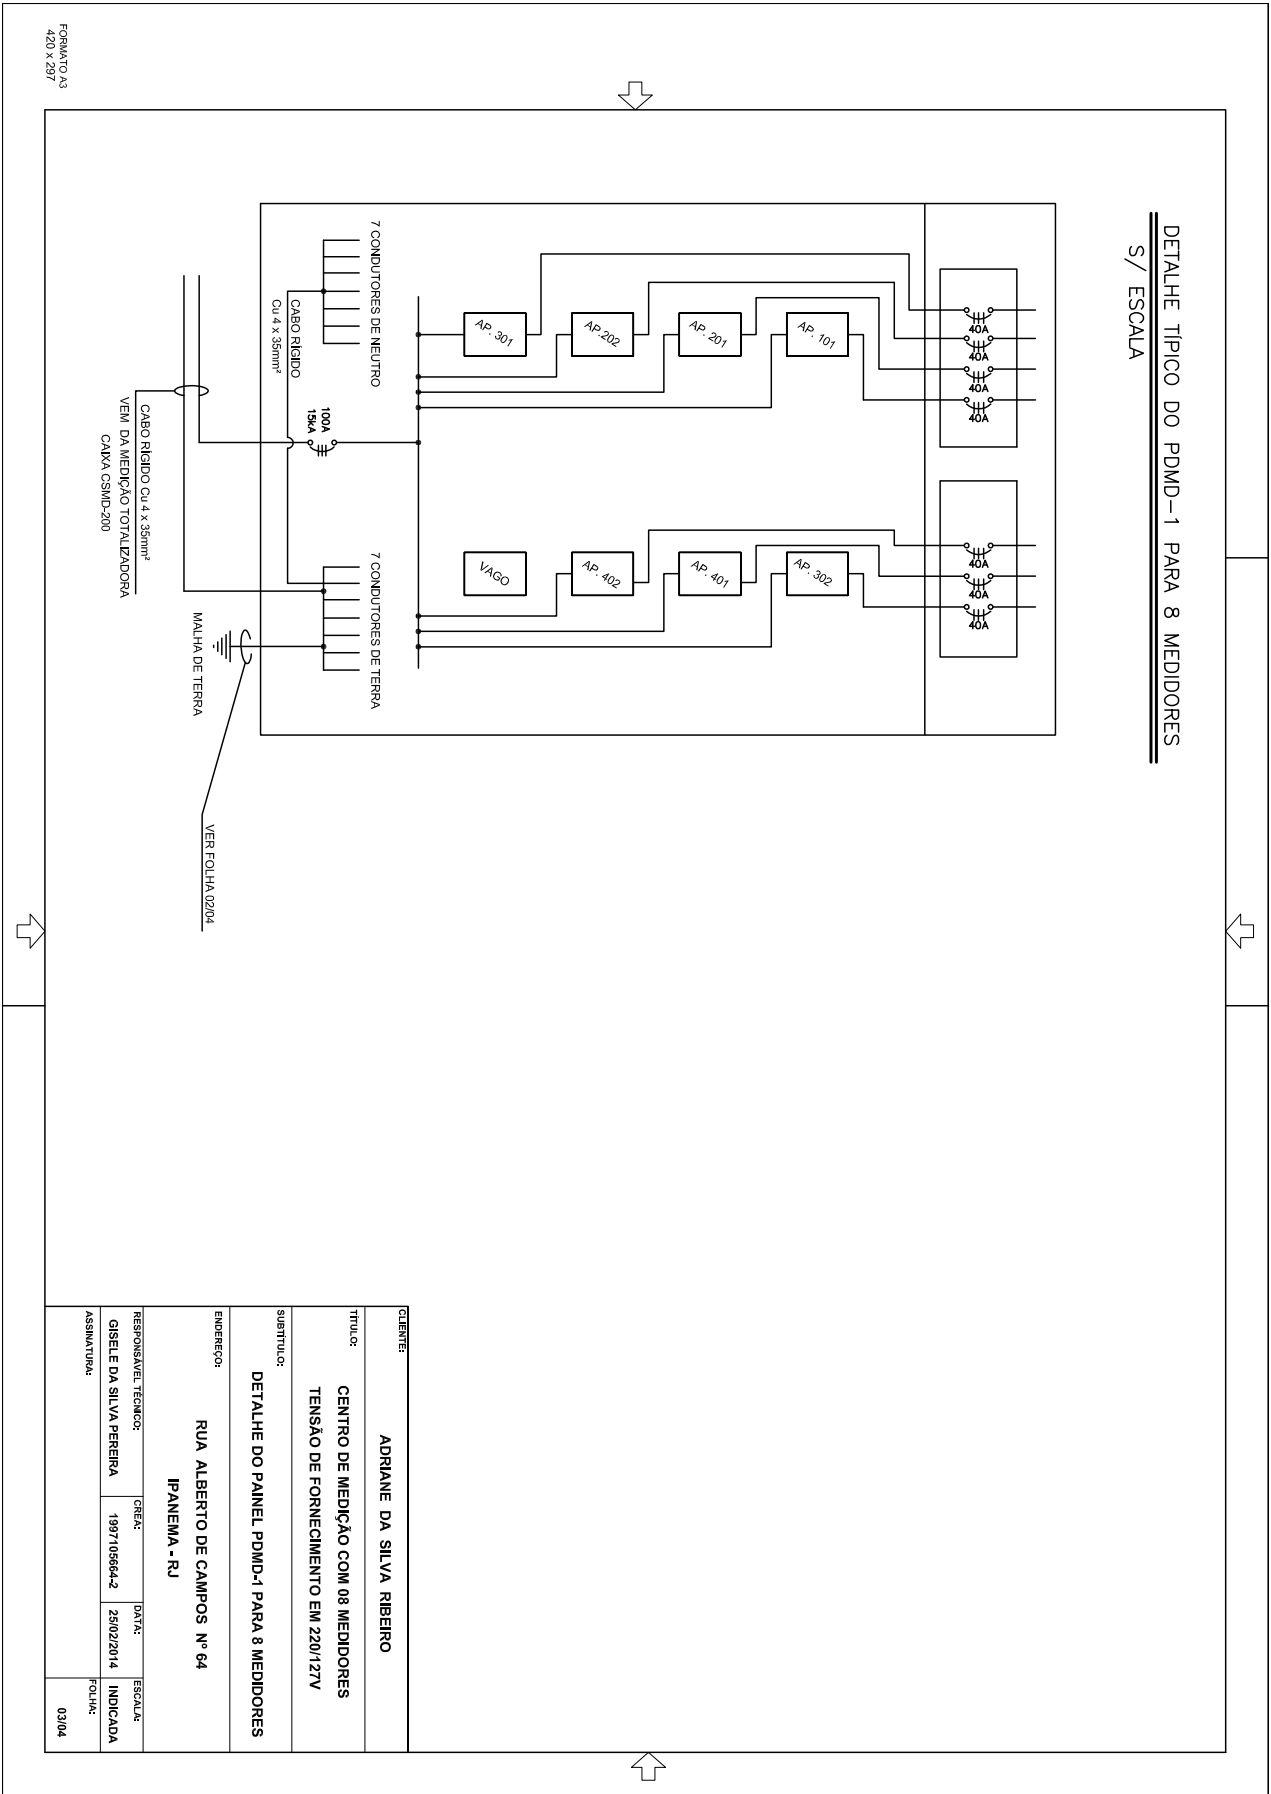 DETALHE TÍPICO DO PDMD-1 PARA 8 MEDIDORES
S/ ESCALA
40A
40A
40A
40A
40A
40A
40A
AP. 301
AP.202
AP. 201
AP. 101
VAGO
AP. 402
AP. 401
AP. 302
7 CONDUTORES DE NEUTRO
7 CONDUTORES DE TERRA
100A
15kA
CABO RÍGIDO
Cu 4 x 35mm²
CABO RÍGIDO Cu 4 x 35mm²
VEM DA MEDIÇÃO TOTALIZADORA
CAIXA CSMD-200
MALHA DE TERRA
VER FOLHA 02/04
FORMATO A3
420 x 297
CLIENTE:
ADRIANE DA SILVA RIBEIRO
TÍTULO:
CENTRO DE MEDIÇÃO COM 08 MEDIDORES
TENSÃO DE FORNECIMENTO EM 220/127V
SUBTÍTULO:
DETALHE DO PAINEL PDMD-1 PARA 8 MEDIDORES
ENDEREÇO:
RUA ALBERTO DE CAMPOS Nº 64
IPANEMA - RJ
RESPONSÁVEL TÉCNICO:
GISELE DA SILVA PEREIRA
CREA:
1997105664-2
DATA:
25/02/2014
ESCALA:
INDICADA
ASSINATURA:
FOLHA:
03/04